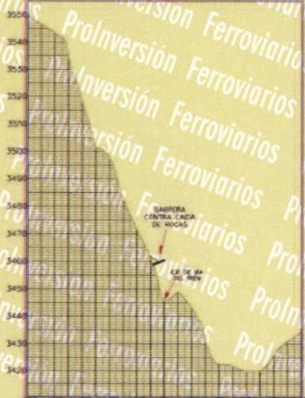 3550
ProInversión Ferroviarios
3540
3530
ProInversión Ferroviarios
3520
3510
ProInversión Ferroviarios
3500
3490
ProInversión Ferroviarios
3480
BARRERA
CONTRA CAIDA
DE ROCAS
3470
3460
EJE DE VIA
DEL TREN
3450
3440
3430
3420